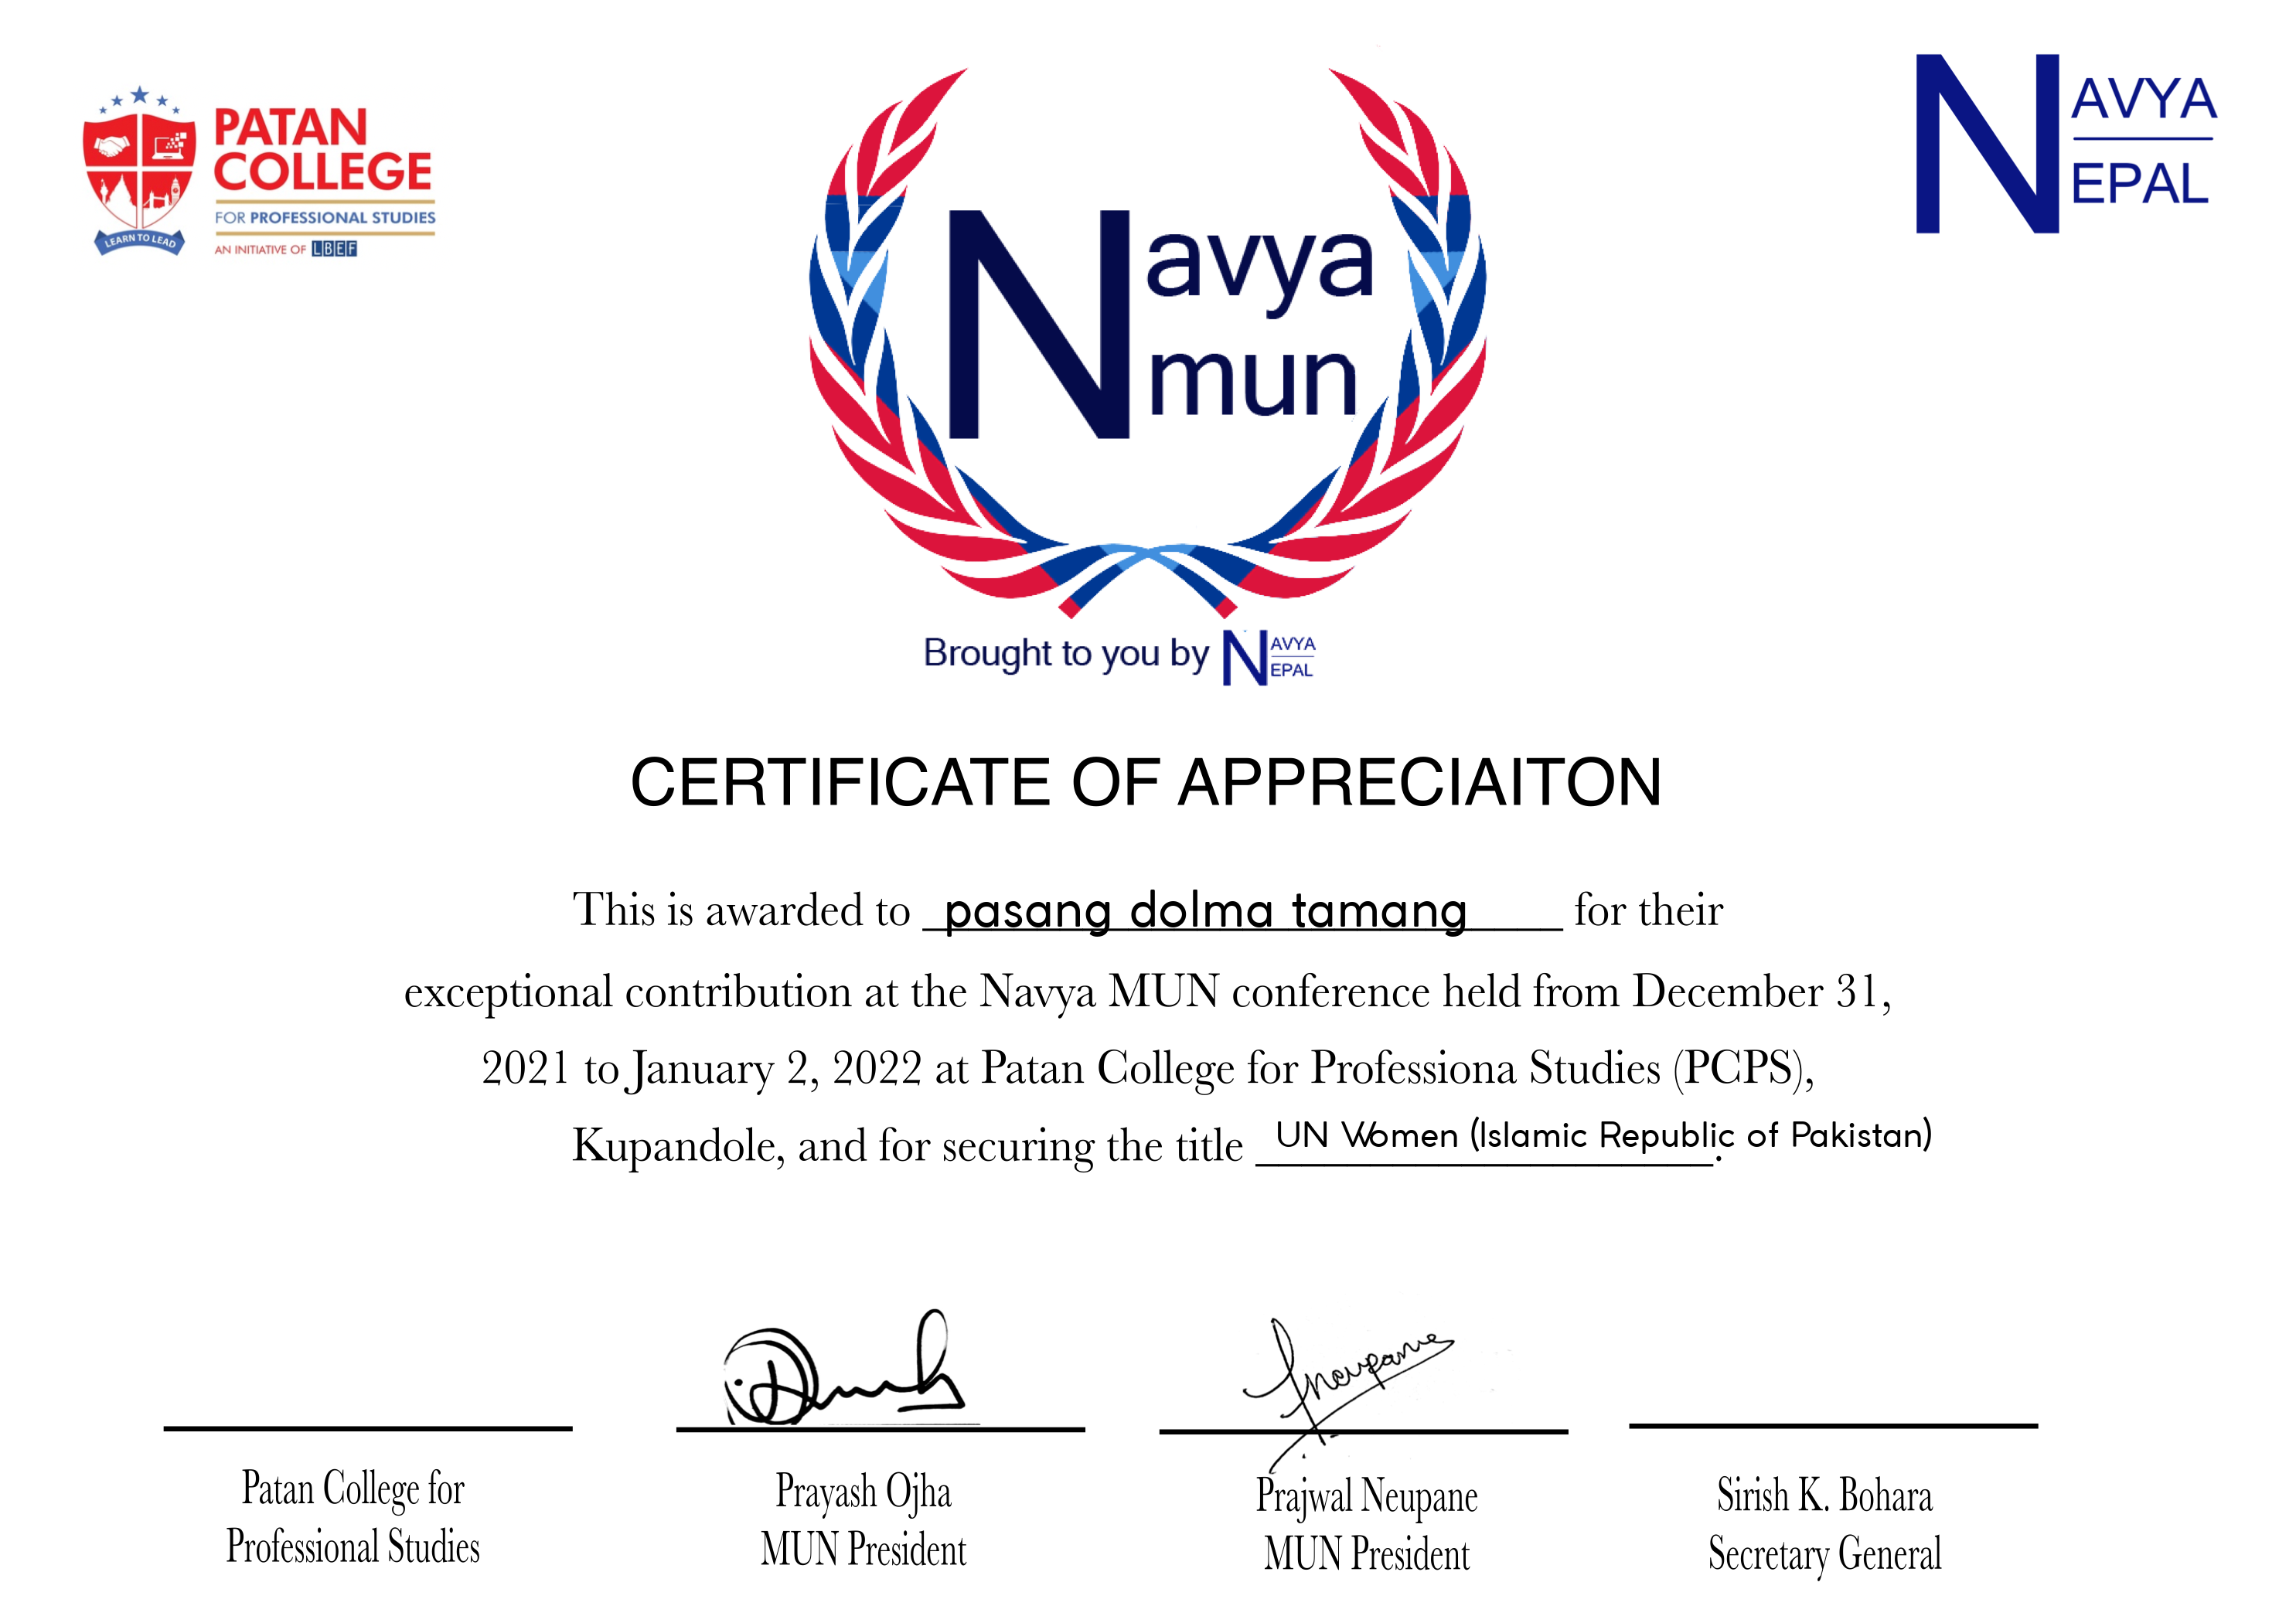 PATAN
COLLEGE
FOR PROFESSIONAL STUDIES
AN INITIATIVE OF LBEF
LEARN TO LEAD
Navya
mun
NAVYA
NEPAL
Brought to you by NAVYA NEPAL
CERTIFICATE OF APPRECIAITON
This is awarded to pasang dolma tamang for their
exceptional contribution at the Navya MUN conference held from December 31,
2021 to January 2, 2022 at Patan College for Professiona Studies (PCPS),
Kupandole, and for securing the title UN Women (Islamic Republic of Pakistan).
Patan College for
Professional Studies
Prayash Ojha
MUN President
Prajwal Neupane
MUN President
Sirish K. Bohara
Secretary General